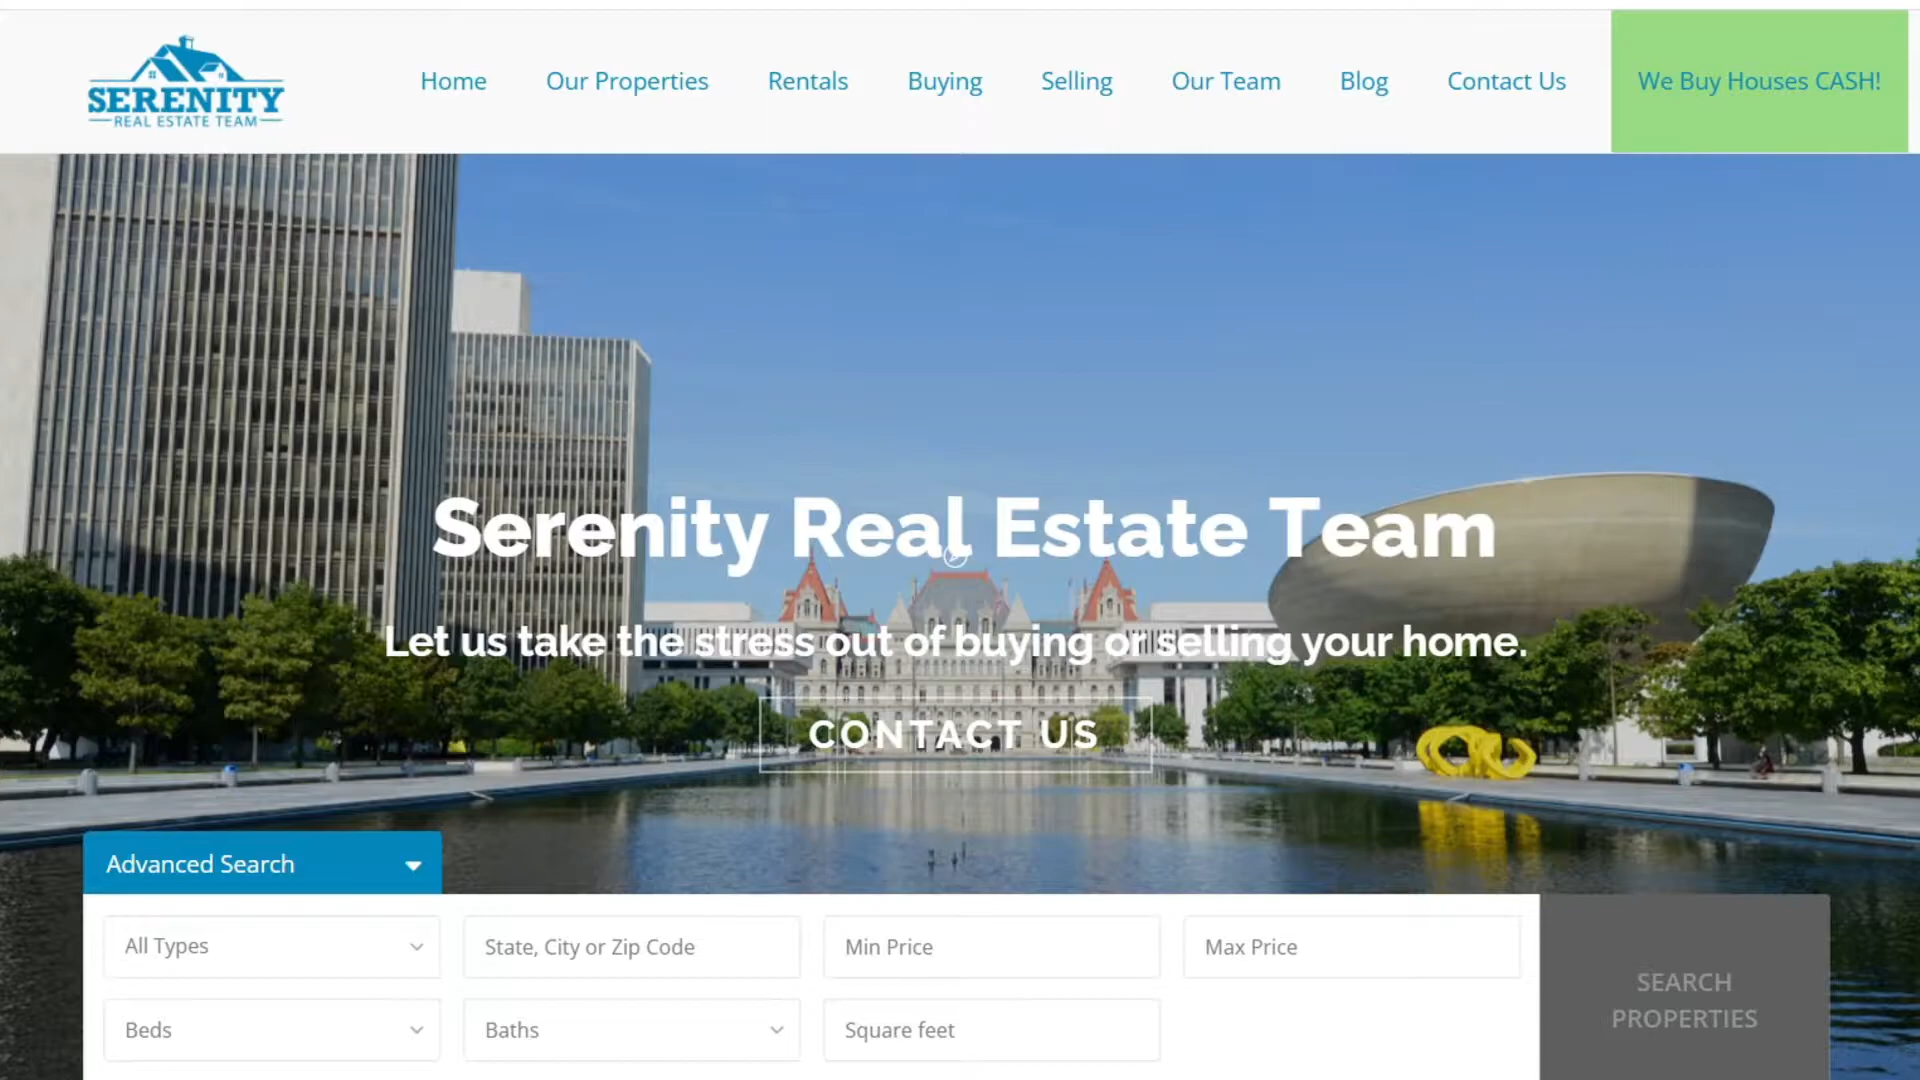 SERENITY
REAL ESTATE TEAM
Home
Our Properties
Rentals
Buying
Selling
Our Team
Blog
Contact Us
We Buy Houses CASH!
Serenity Real Estate Team
Let us take the stress out of buying or selling your home.
CONTACT US
Advanced Search
All Types
State, City or Zip Code
Min Price
Max Price
Beds
Baths
Square feet
SEARCH
PROPERTIES